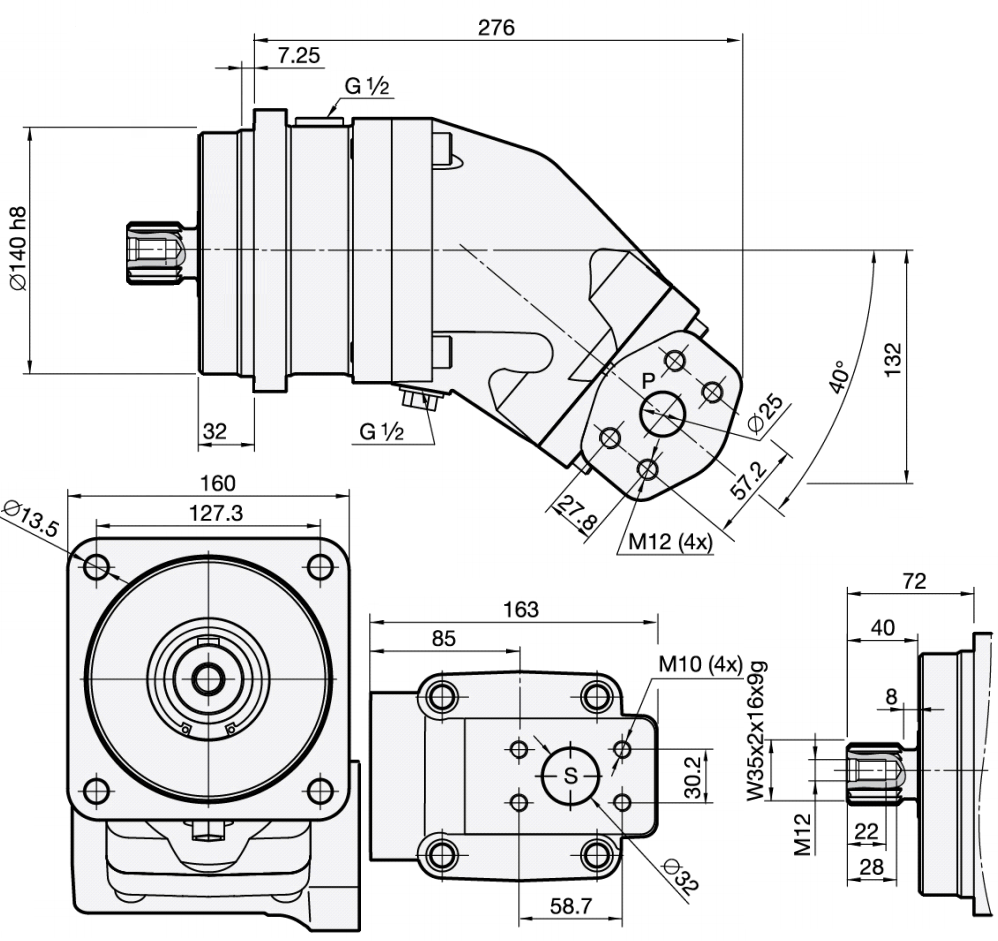 276
7.25
G ½
Ø140 h8
P
Ø25
40°
132
32
G ½
57.2
27.8
M12 (4x)
160
127.3
Ø13.5
163
85
M10 (4x)
S
30.2
Ø32
58.7
72
40
8
W35x2x16x9g
M12
22
28